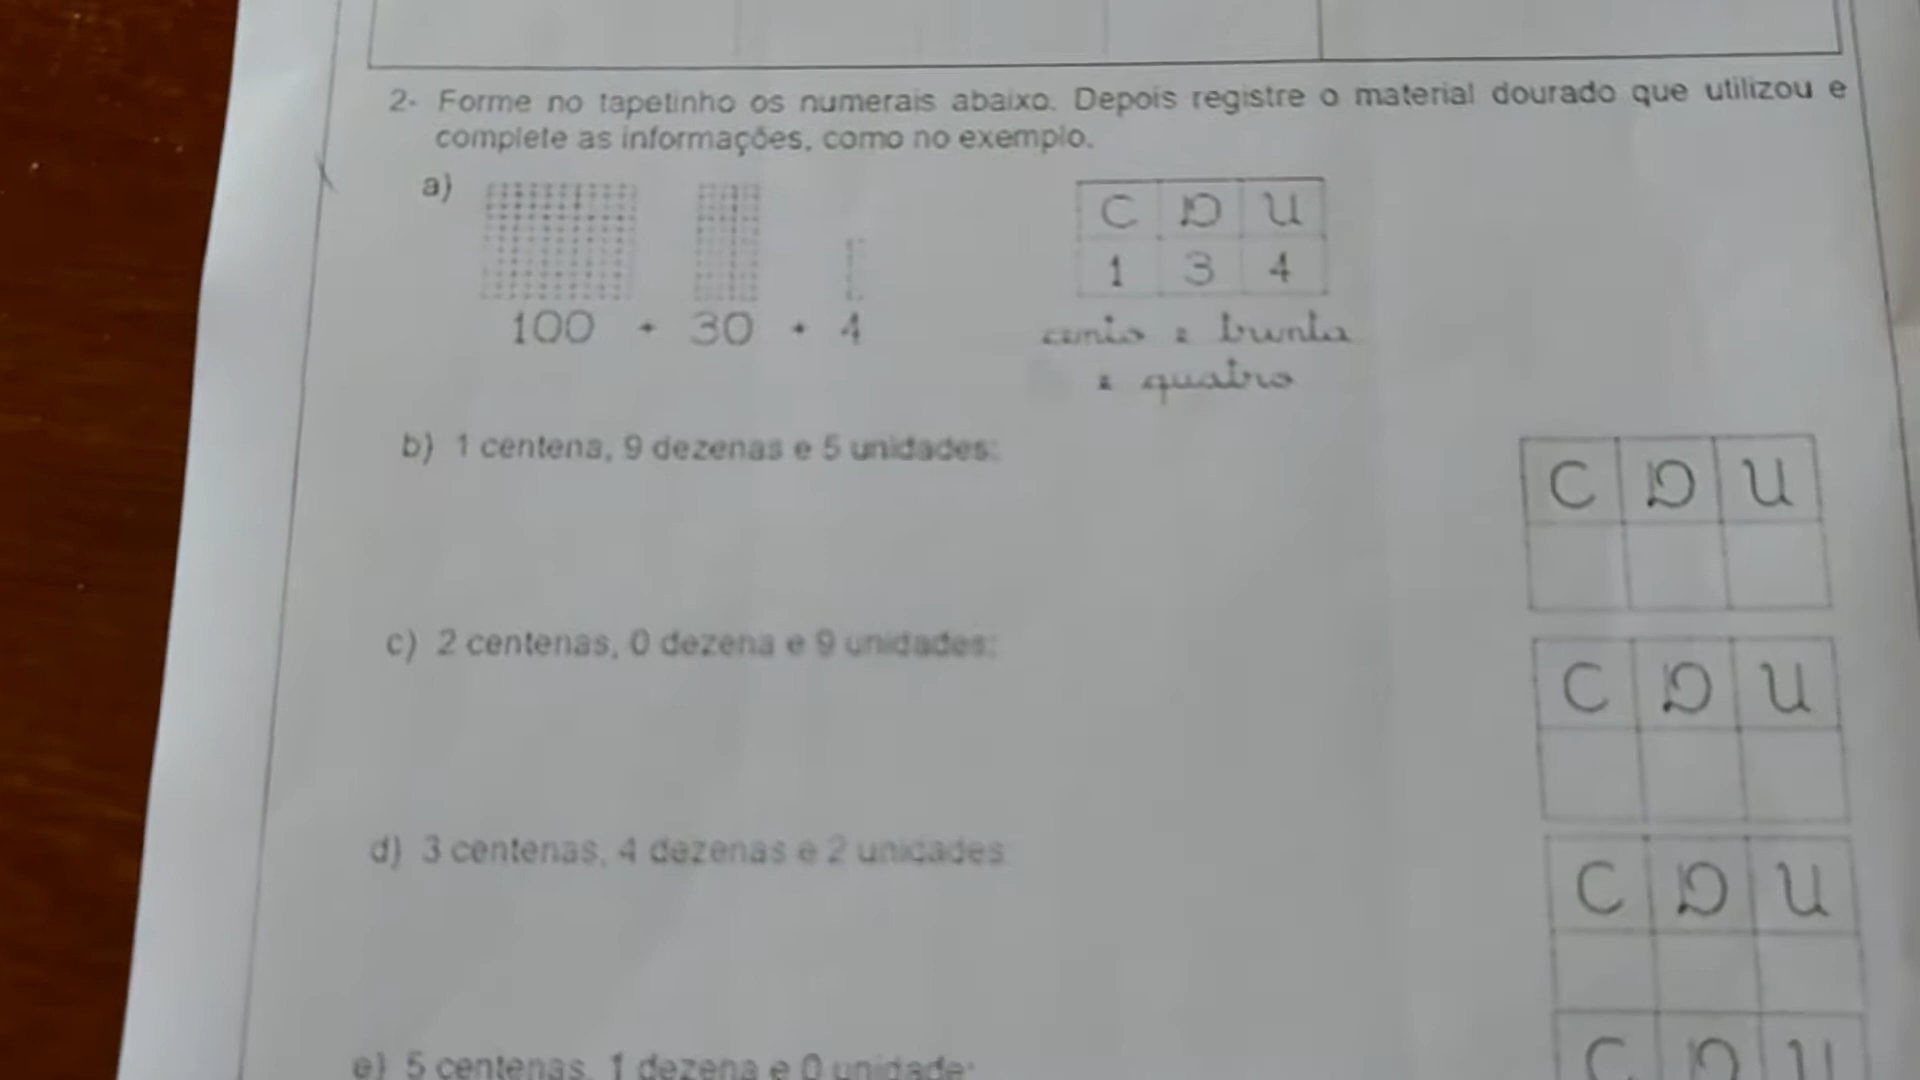 2- Forme no tapetinho os numerais abaixo. Depois registre o material dourado que utilizou e
complete as informações, como no exemplo.
a)
C D U
1 3 4
100 + 30 + 4
cento e trinta
e quatro
b) 1 centena, 9 dezenas e 5 unidades:
C D U
c) 2 centenas, 0 dezena e 9 unidades:
C D U
d) 3 centenas, 4 dezenas e 2 unidades
C D U
e) 5 centenas, 1 dezena e 0 unidade:
C D U